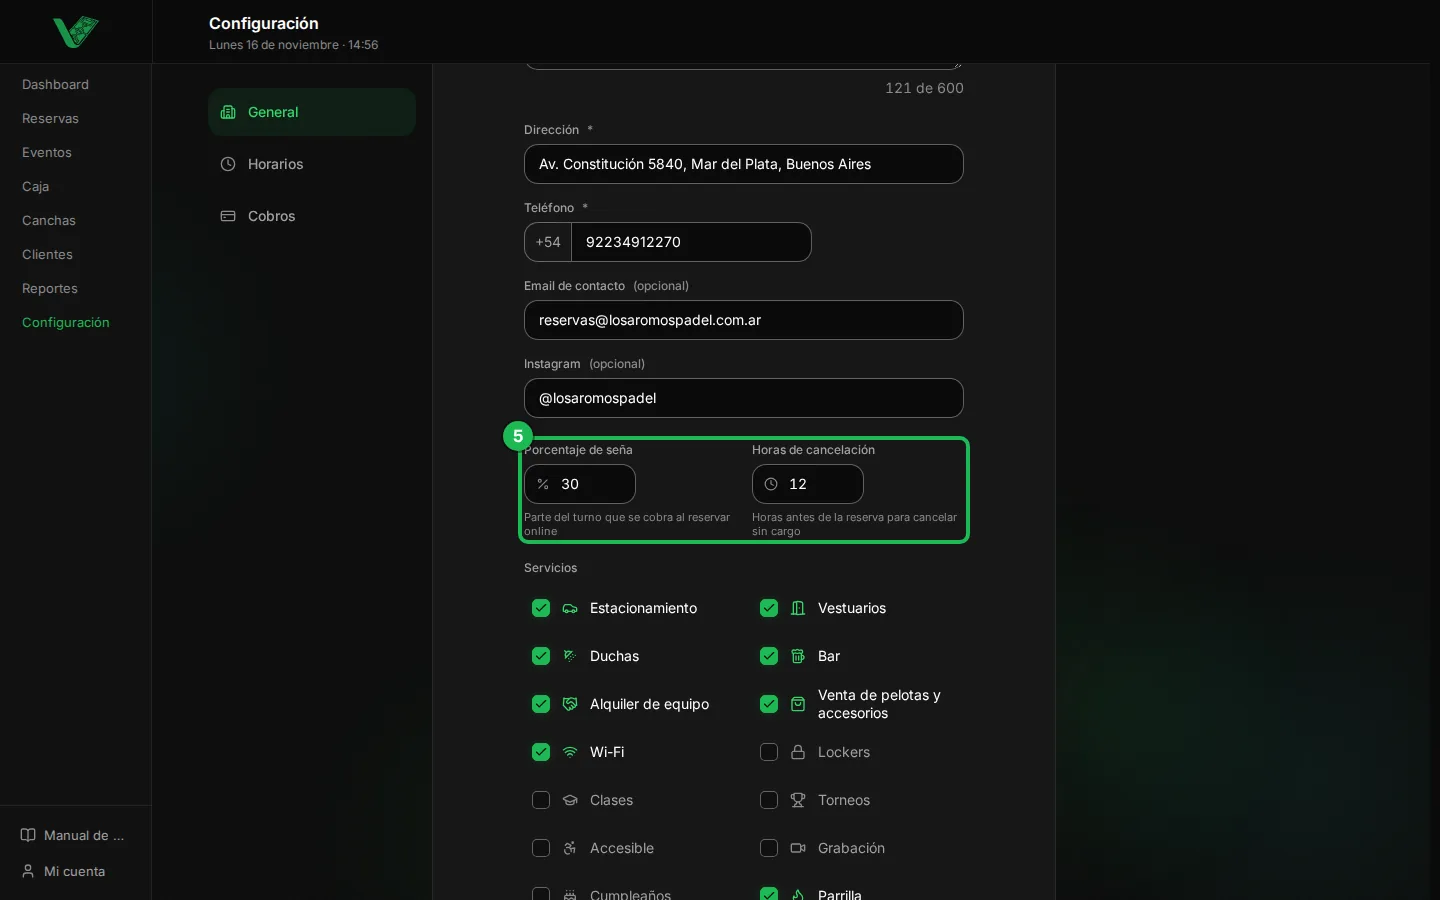 Configuración
Lunes 16 de noviembre · 14:56
Dashboard
Reservas
Eventos
Caja
Canchas
Clientes
Reportes
Configuración
Manual de ...
Mi cuenta
General
Horarios
Cobros
121 de 600
Dirección *
Av. Constitución 5840, Mar del Plata, Buenos Aires
Teléfono *
+54 92234912270
Email de contacto (opcional)
reservas@losaromospadel.com.ar
Instagram (opcional)
@losaromospadel
5
Porcentaje de seña
% 30
Parte del turno que se cobra al reservar
online
Horas de cancelación
12
Horas antes de la reserva para cancelar
sin cargo
Servicios
Estacionamiento
Vestuarios
Duchas
Bar
Alquiler de equipo
Venta de pelotas y
accesorios
Wi-Fi
Lockers
Clases
Torneos
Accesible
Grabación
Cumpleaños
Parrilla